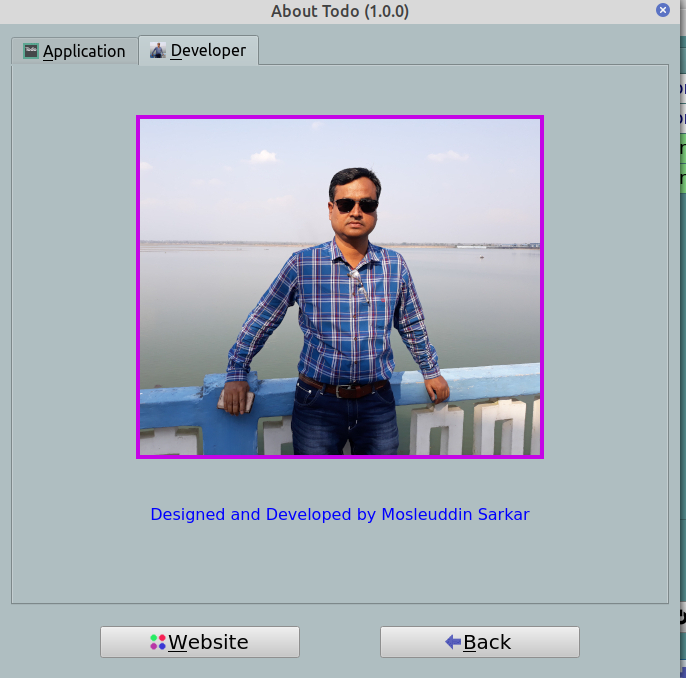 About Todo (1.0.0)
Application
Developer
Designed and Developed by Mosleuddin Sarkar
Website
Back